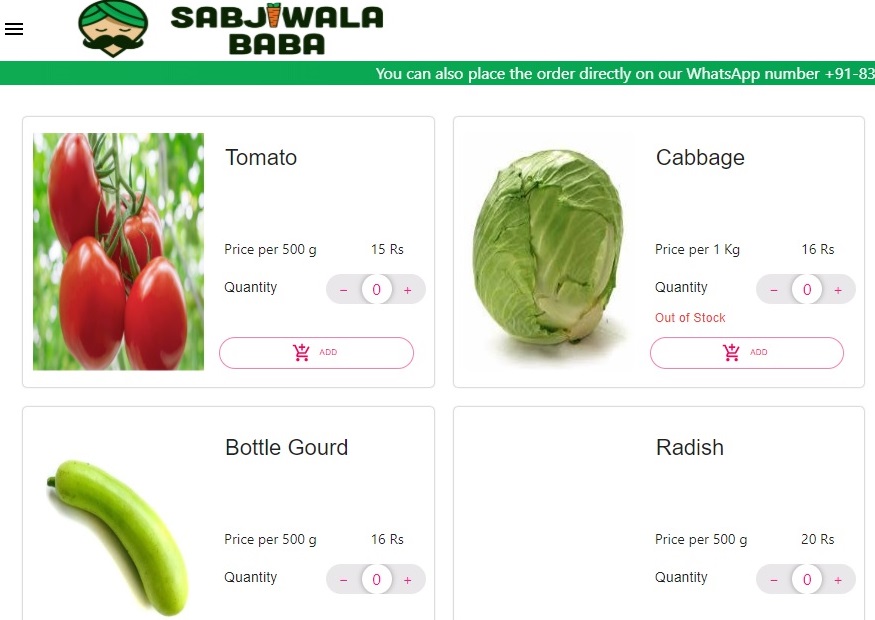 SABJIWALA
BABA
You can also place the order directly on our WhatsApp number +91-83
Tomato
Price per 500 g 15 Rs
Quantity – 0 +
ADD
Cabbage
Price per 1 Kg 16 Rs
Quantity – 0 +
Out of Stock
ADD
Bottle Gourd
Price per 500 g 16 Rs
Quantity – 0 +
Radish
Price per 500 g 20 Rs
Quantity – 0 +